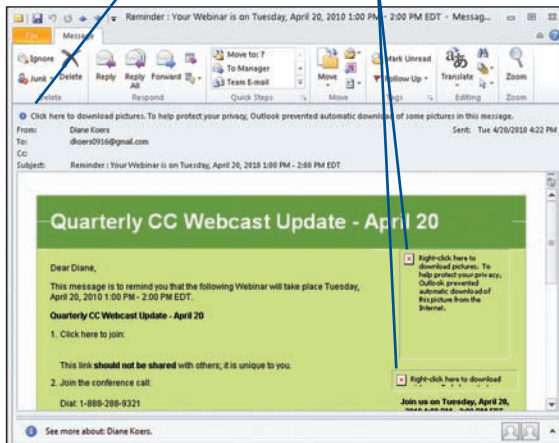 Reminder : Your Webinar is on Tuesday, April 20, 2010 1:00 PM - 2:00 PM EDT - Messag...
File Message
Ignore
Junk Delete
Reply Reply All Forward
Move to: ?
To Manager
Team E-mail
Move
Mark Unread
Follow Up
Translate
Zoom
Delete Respond Quick Steps Move Tags Editing Zoom
Click here to download pictures. To help protect your privacy, Outlook prevented automatic download of some pictures in this message.
From: Diane Koers Sent: Tue 4/20/2010 4:22 PM
To: dkoers0916@gmail.com
Cc:
Subject: Reminder : Your Webinar is on Tuesday, April 20, 2010 1:00 PM - 2:00 PM EDT
Quarterly CC Webcast Update - April 20
Right-click here to
download pictures. To
help protect your privacy,
Outlook prevented
automatic download of
this picture from the
Internet.
Dear Diane,
This message is to remind you that the following Webinar will take place Tuesday,
April 20, 2010 1:00 PM - 2:00 PM EDT.
Quarterly CC Webcast Update - April 20
1. Click here to join:
This link should not be shared with others; it is unique to you.
2. Join the conference call:
Right-click here to download
Dial: 1-888-288-9321
Join us on Tuesday, April 20,
2010 1:00 PM - 2:00 PM EDT
See more about: Diane Koers.